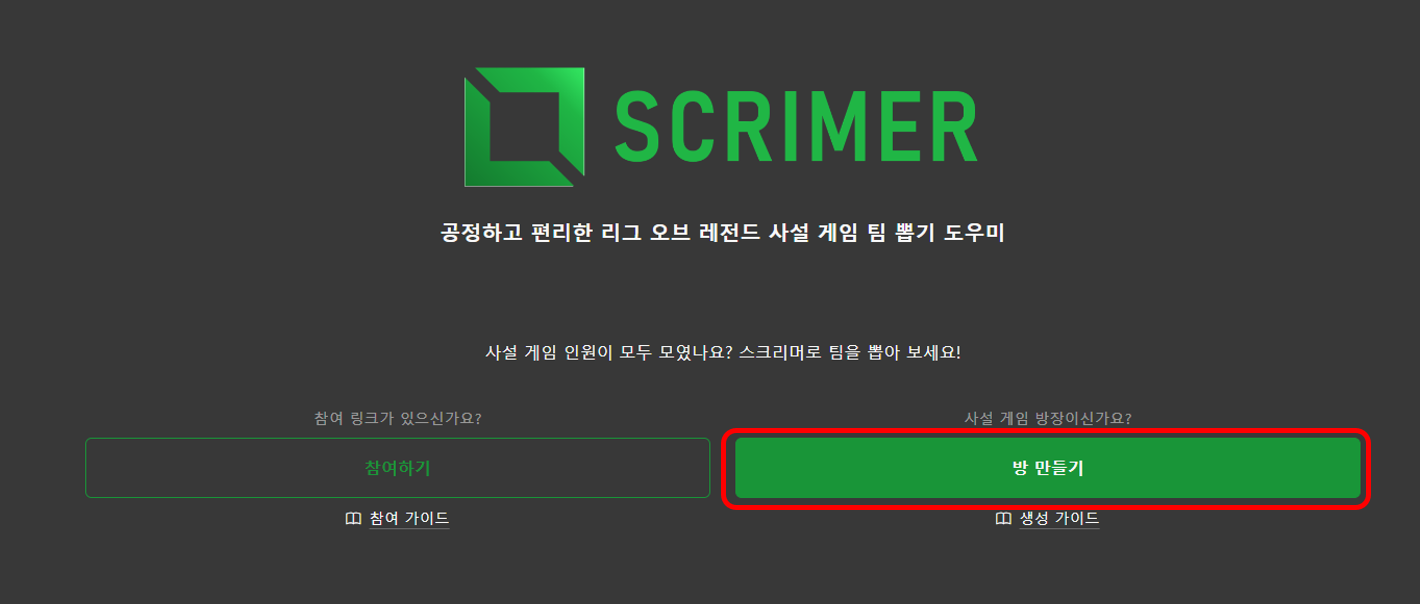 SCRIMER
공정하고 편리한 리그 오브 레전드 사설 게임 팀 뽑기 도우미
사설 게임 인원이 모두 모였나요? 스크리머로 팀을 뽑아 보세요!
참여 링크가 있으신가요?
참여하기
참여 가이드
사설 게임 방장이신가요?
방 만들기
생성 가이드